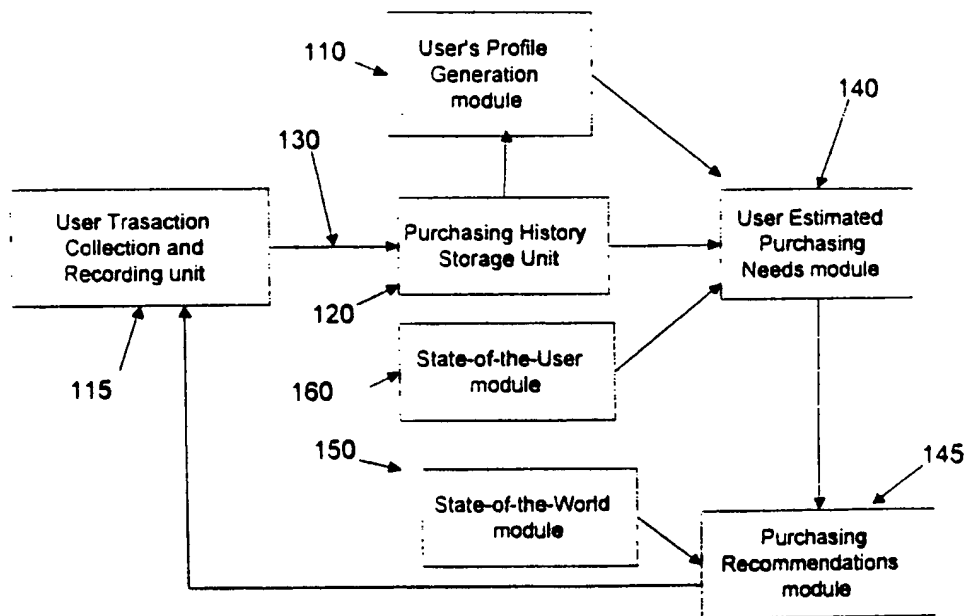 110
User's Profile
Generation
module
140
130
User Trasaction
Collection and
Recording unit
Purchasing History
Storage Unit
User Estimated
Purchasing
Needs module
120
115
State-of-the-User
module
160
150
State-of-the-World
module
145
Purchasing
Recommendations
module